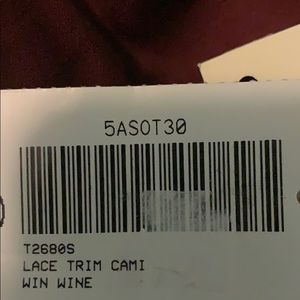 5ASOT30
T2680S
LACE TRIM CAMI
WIN WINE